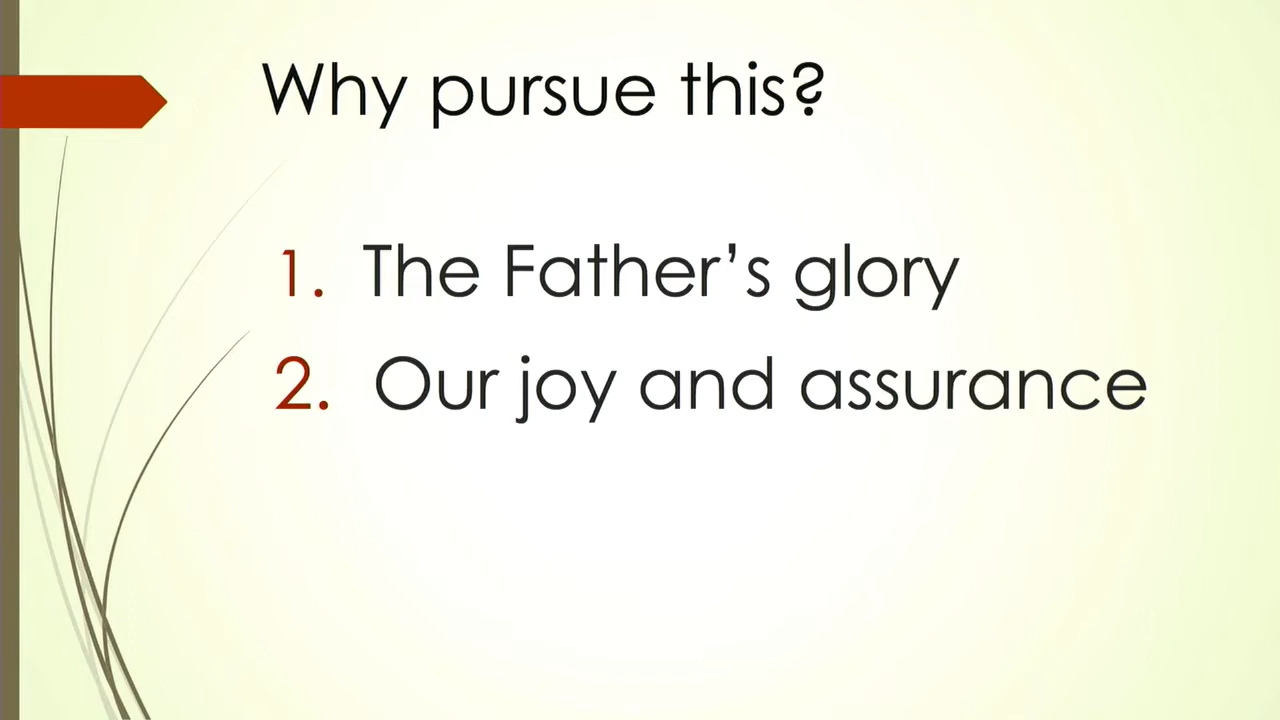 Why pursue this?
1. The Father’s glory
2. Our joy and assurance